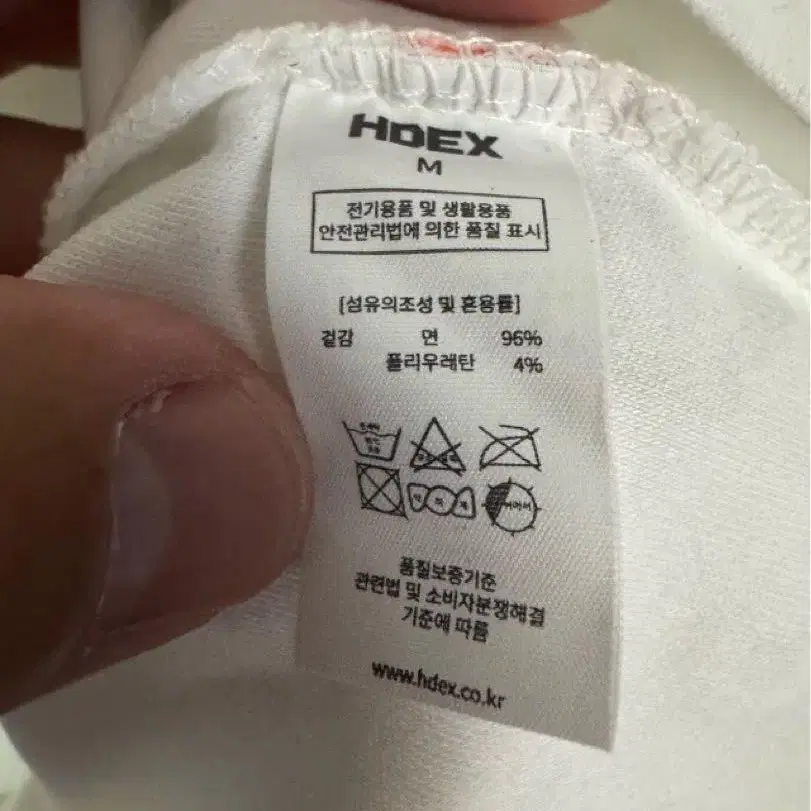 HDEX
M
전기용품 및 생활용품
안전관리법에 의한 품질 표시
[섬유의조성 및 혼용률]
겉감 면 96%
폴리우레탄 4%
품질보증기준
관련법 및 소비자분쟁해결
기준에 따름
www.hdex.co.kr